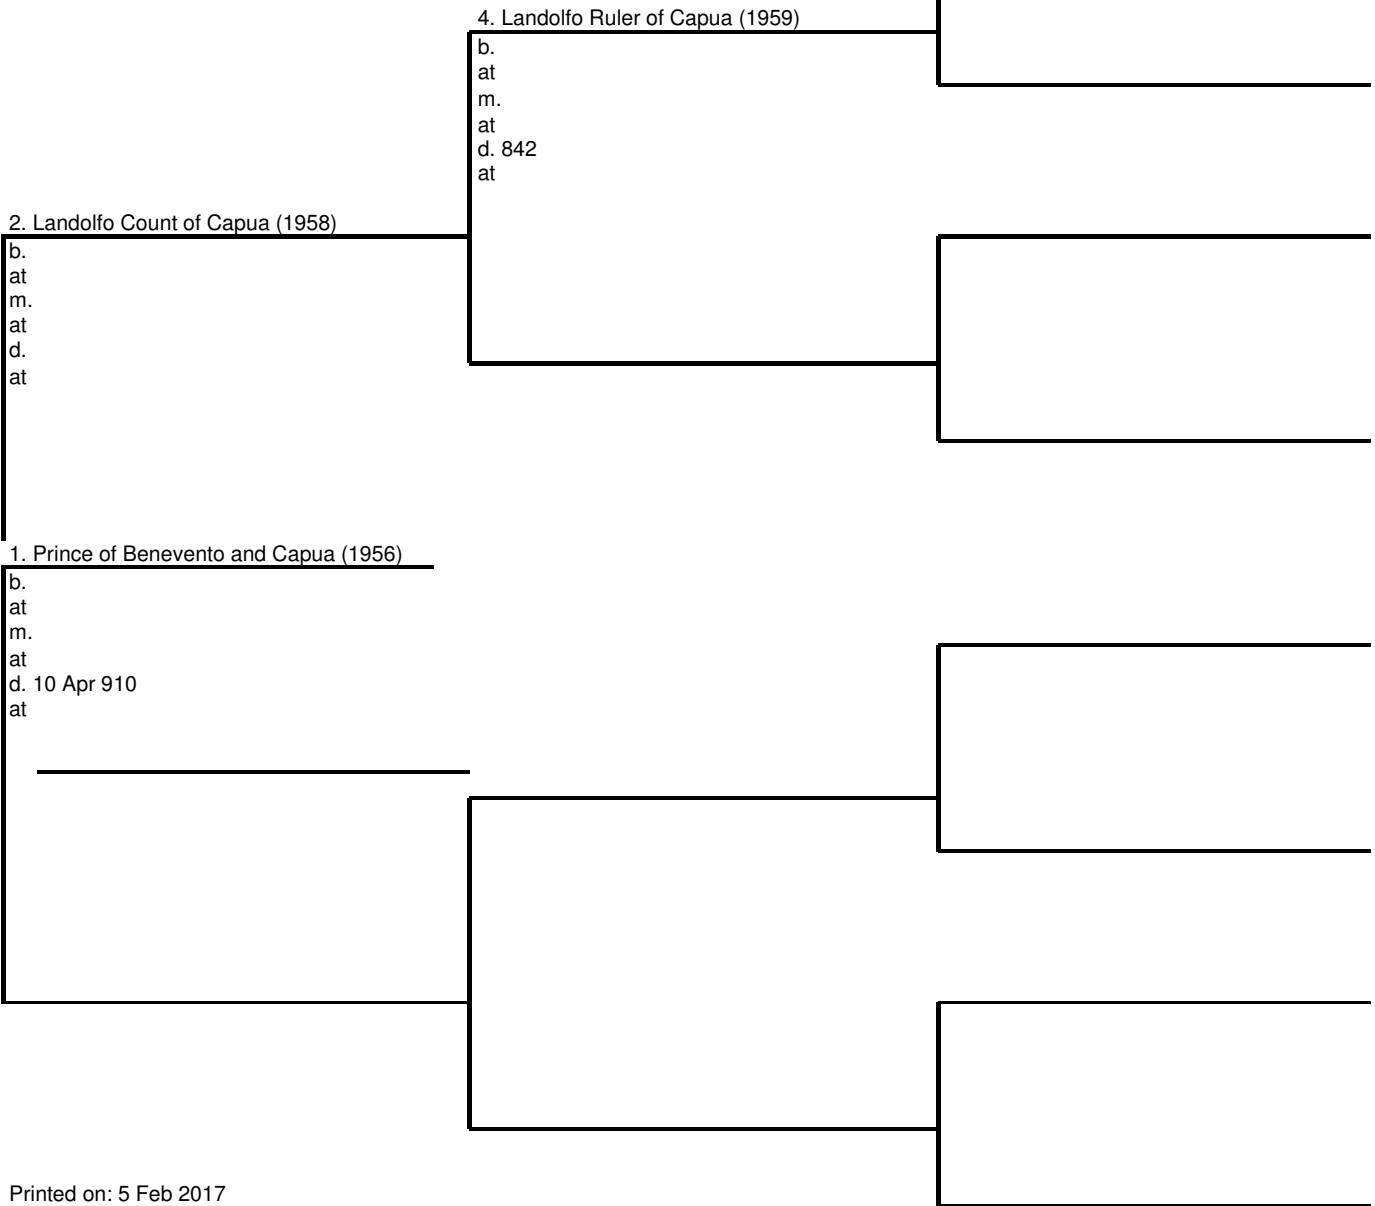 4. Landolfo Ruler of Capua (1959)
b.
at
m.
at
d. 842
at
2. Landolfo Count of Capua (1958)
b.
at
m.
at
d.
at
1. Prince of Benevento and Capua (1956)
b.
at
m.
at
d. 10 Apr 910
at
Printed on: 5 Feb 2017